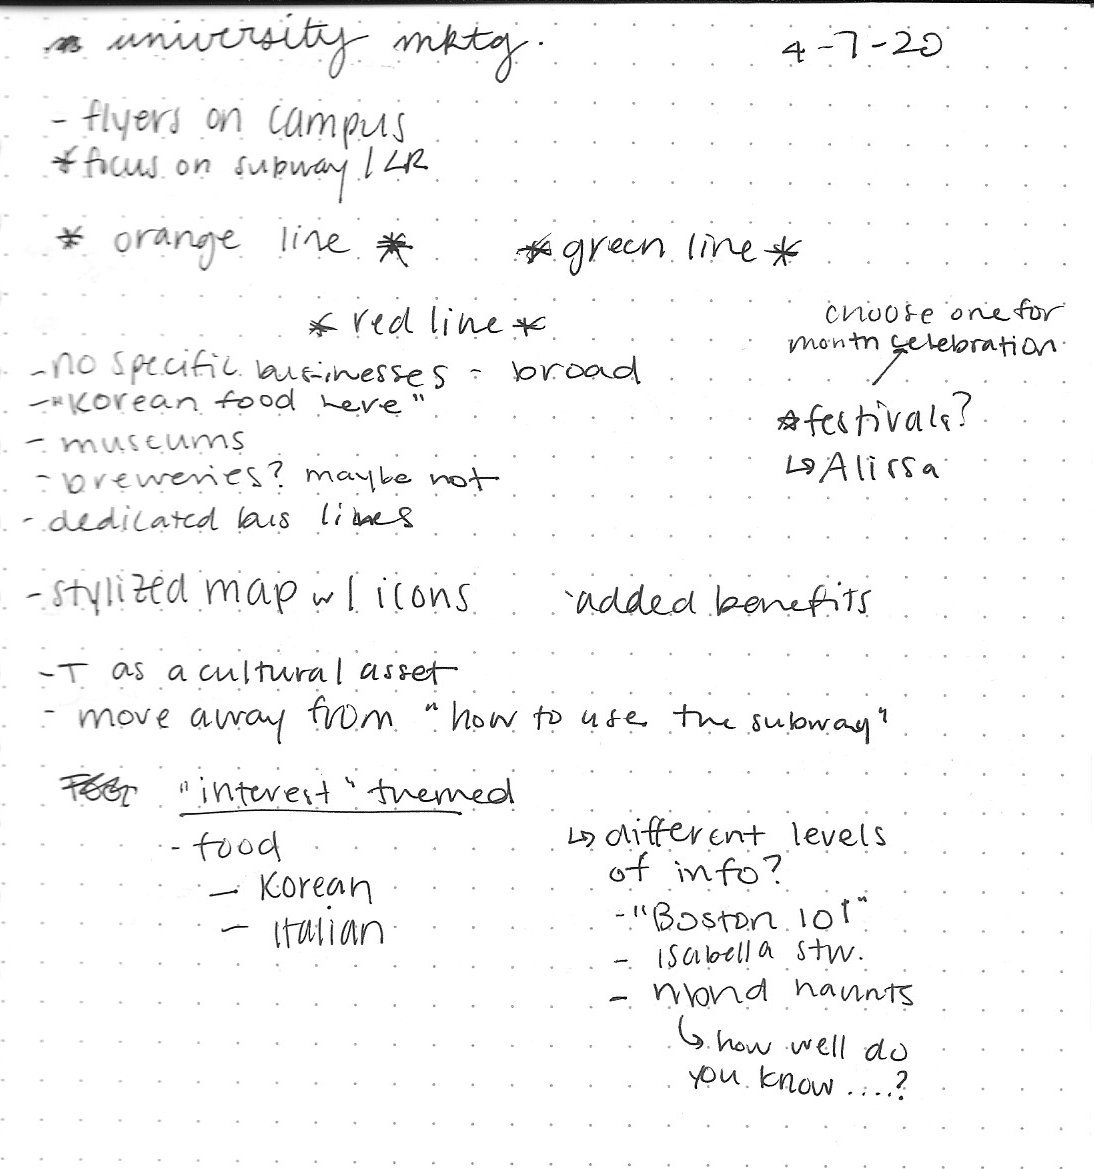 university mktg.
4-7-20
- flyers on campus
* focus on subway / LR
* orange line *
* green line *
* red line *
- no specific businesses - broad
- "Korean food here"
- museums
- breweries? maybe not
- dedicated bus lines
choose one for
month celebration
* festivals?
↳ Alissa
- stylized map w/ icons
added benefits
- T as a cultural asset
- move away from "how to use the subway"
"interest" themed
- food
- Korean
- Italian
↳ different levels
of info?
- "Boston 101"
- isabella stw.
- haunts
↳ how well do
you know ....?